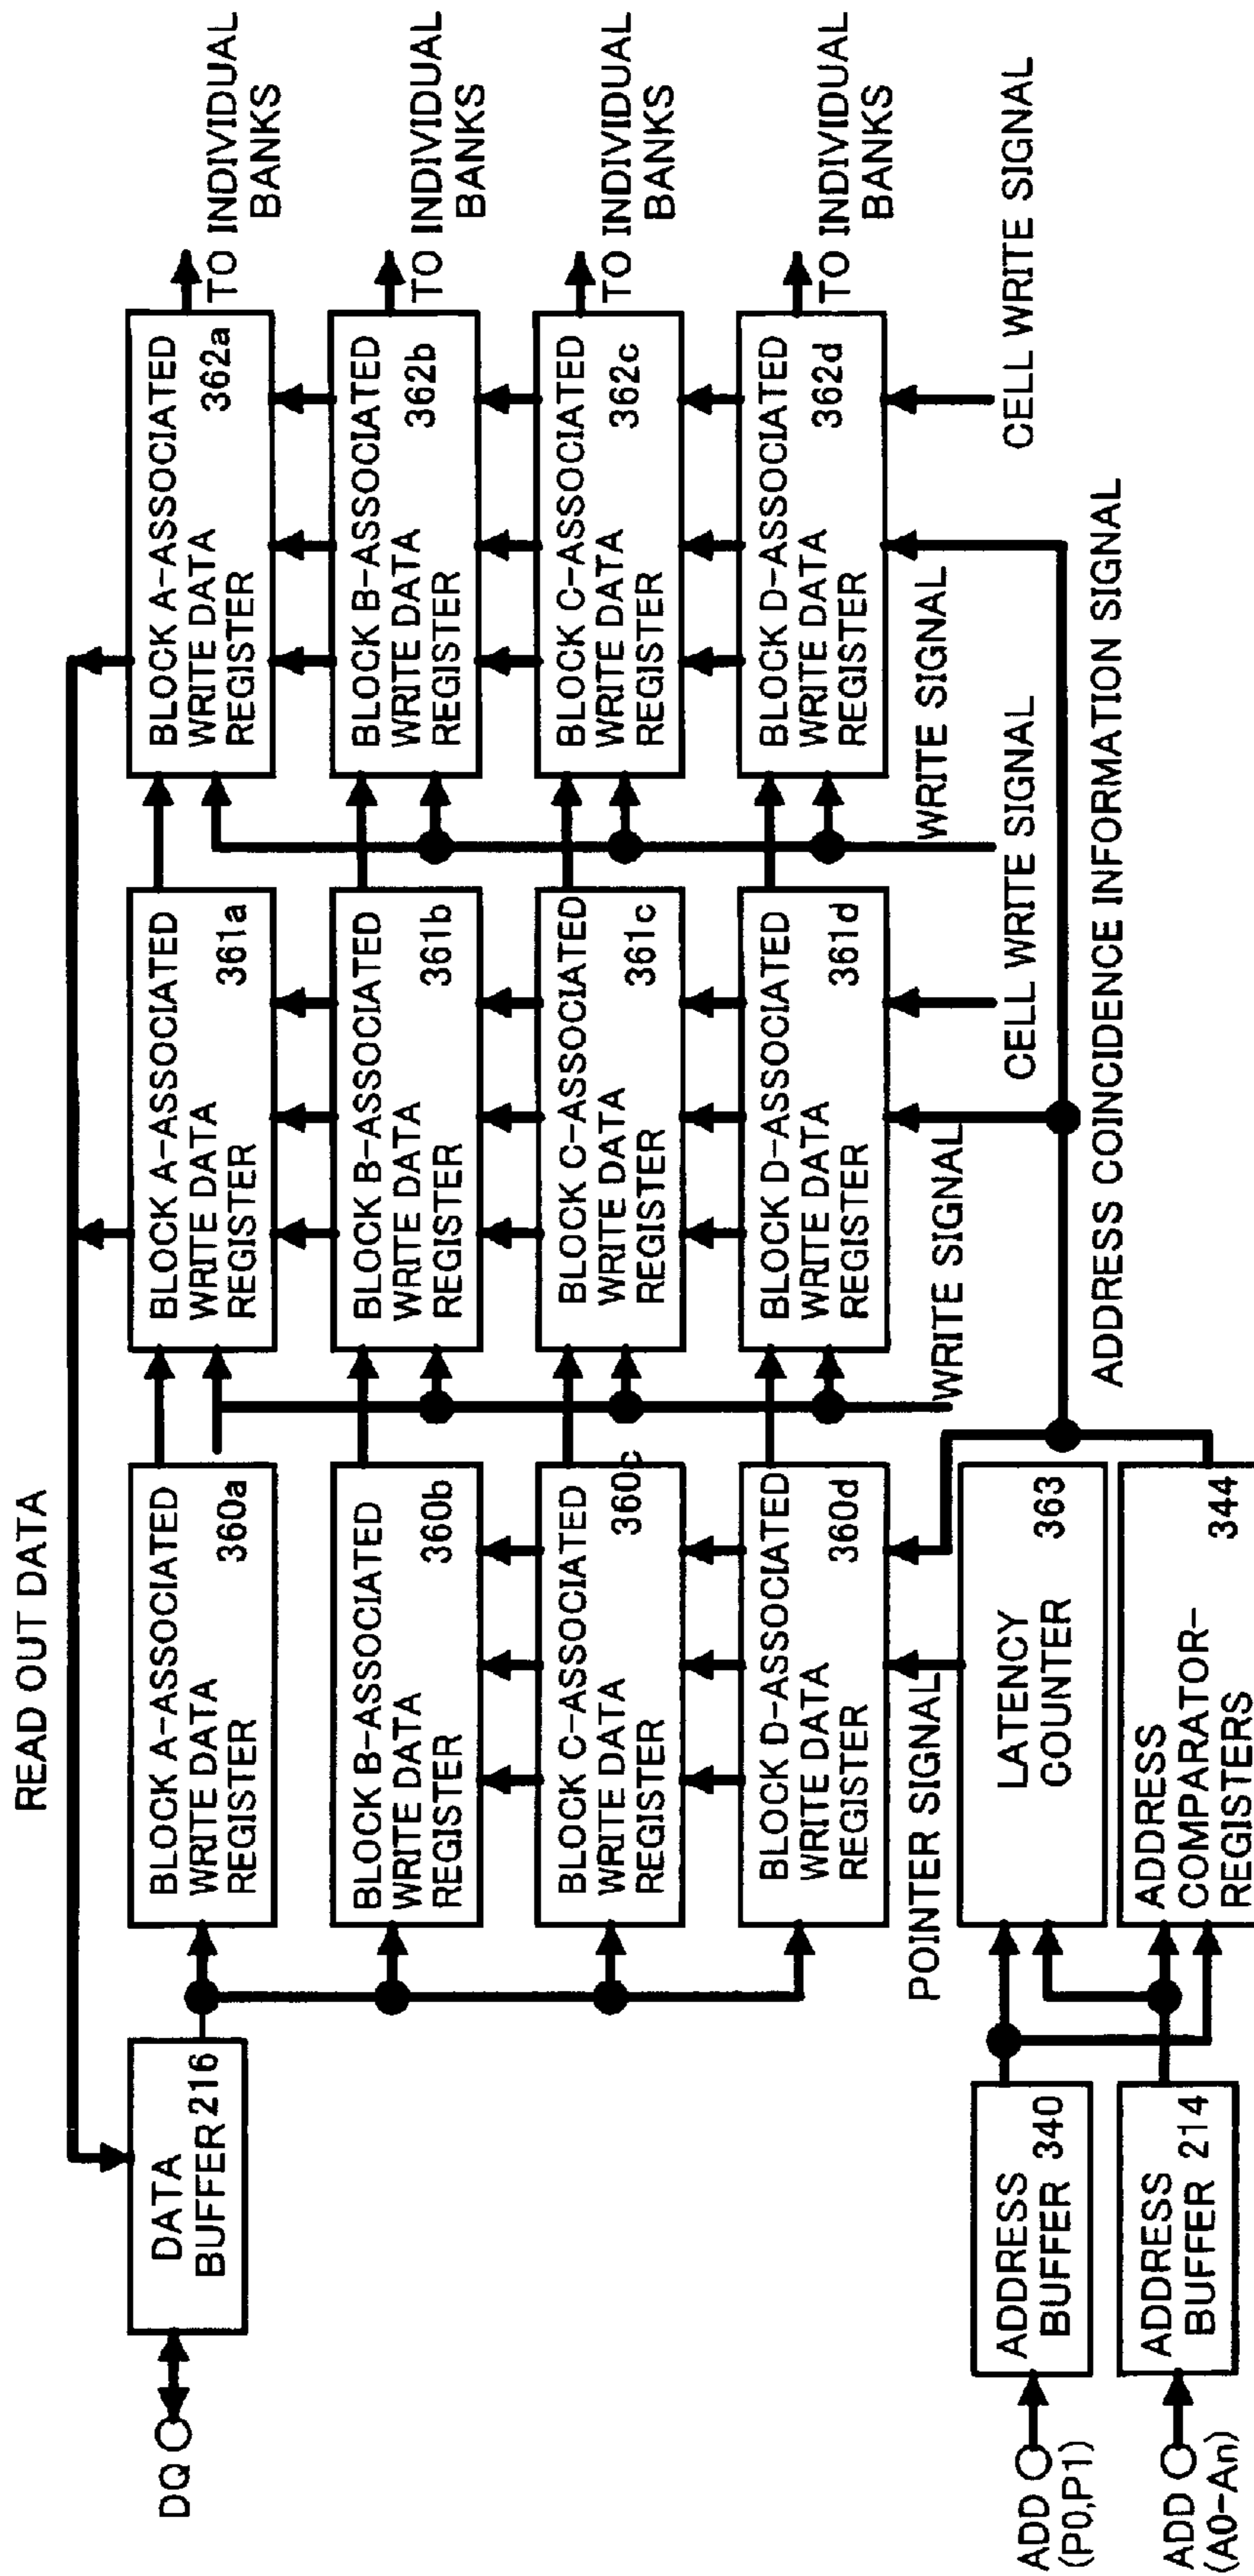 READ OUT DATA
DQ
DATA
BUFFER 216
BLOCK A-ASSOCIATED
WRITE DATA
REGISTER
360a
BLOCK A-ASSOCIATED
WRITE DATA
REGISTER
361a
BLOCK A-ASSOCIATED
WRITE DATA
REGISTER
362a
TO INDIVIDUAL
BANKS
BLOCK B-ASSOCIATED
WRITE DATA
REGISTER
360b
BLOCK B-ASSOCIATED
WRITE DATA
REGISTER
361b
BLOCK B-ASSOCIATED
WRITE DATA
REGISTER
362b
TO INDIVIDUAL
BANKS
BLOCK C-ASSOCIATED
WRITE DATA
REGISTER
360c
BLOCK C-ASSOCIATED
WRITE DATA
REGISTER
361c
BLOCK C-ASSOCIATED
WRITE DATA
REGISTER
362c
TO INDIVIDUAL
BANKS
BLOCK D-ASSOCIATED
WRITE DATA
REGISTER
360d
BLOCK D-ASSOCIATED
WRITE DATA
REGISTER
361d
BLOCK D-ASSOCIATED
WRITE DATA
REGISTER
362d
TO INDIVIDUAL
BANKS
POINTER SIGNAL
WRITE SIGNAL
WRITE SIGNAL
CELL WRITE SIGNAL
CELL WRITE SIGNAL
ADD
(P0,P1)
ADDRESS
BUFFER 340
LATENCY
COUNTER
363
ADDRESS COINCIDENCE INFORMATION SIGNAL
ADD
(A0-An)
ADDRESS
BUFFER 214
ADDRESS
COMPARATOR-
REGISTERS
344